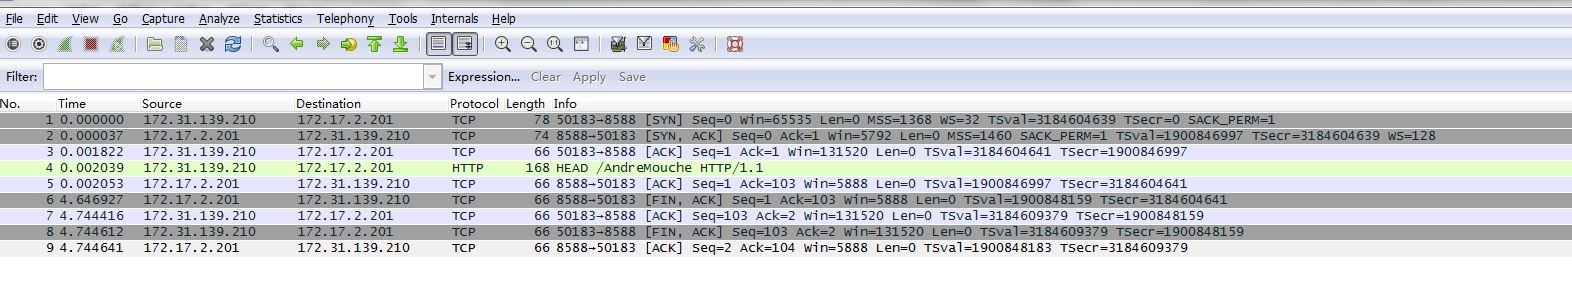 File Edit View Go Capture Analyze Statistics Telephony Tools Internals Help
Filter: Expression... Clear Apply Save
No. Time Source Destination Protocol Length Info
1 0.000000 172.31.139.210 172.17.2.201 TCP 78 50183→8588 [SYN] Seq=0 Win=65535 Len=0 MSS=1368 WS=32 TSval=3184604639 TSecr=0 SACK_PERM=1
2 0.000037 172.17.2.201 172.31.139.210 TCP 74 8588→50183 [SYN, ACK] Seq=0 Ack=1 Win=5792 Len=0 MSS=1460 SACK_PERM=1 TSval=1900846997 TSecr=3184604639 WS=128
3 0.001822 172.31.139.210 172.17.2.201 TCP 66 50183→8588 [ACK] Seq=1 Ack=1 Win=131520 Len=0 TSval=3184604641 TSecr=1900846997
4 0.002039 172.31.139.210 172.17.2.201 HTTP 168 HEAD /AndreMouche HTTP/1.1
5 0.002053 172.17.2.201 172.31.139.210 TCP 66 8588→50183 [ACK] Seq=1 Ack=103 Win=5888 Len=0 TSval=1900846997 TSecr=3184604641
6 4.646927 172.17.2.201 172.31.139.210 TCP 66 8588→50183 [FIN, ACK] Seq=1 Ack=103 Win=5888 Len=0 TSval=1900848159 TSecr=3184604641
7 4.744416 172.31.139.210 172.17.2.201 TCP 66 50183→8588 [ACK] Seq=103 Ack=2 Win=131520 Len=0 TSval=3184609379 TSecr=1900848159
8 4.744612 172.31.139.210 172.17.2.201 TCP 66 50183→8588 [FIN, ACK] Seq=103 Ack=2 Win=131520 Len=0 TSval=3184609379 TSecr=1900848159
9 4.744641 172.17.2.201 172.31.139.210 TCP 66 8588→50183 [ACK] Seq=2 Ack=104 Win=5888 Len=0 TSval=1900848183 TSecr=3184609379